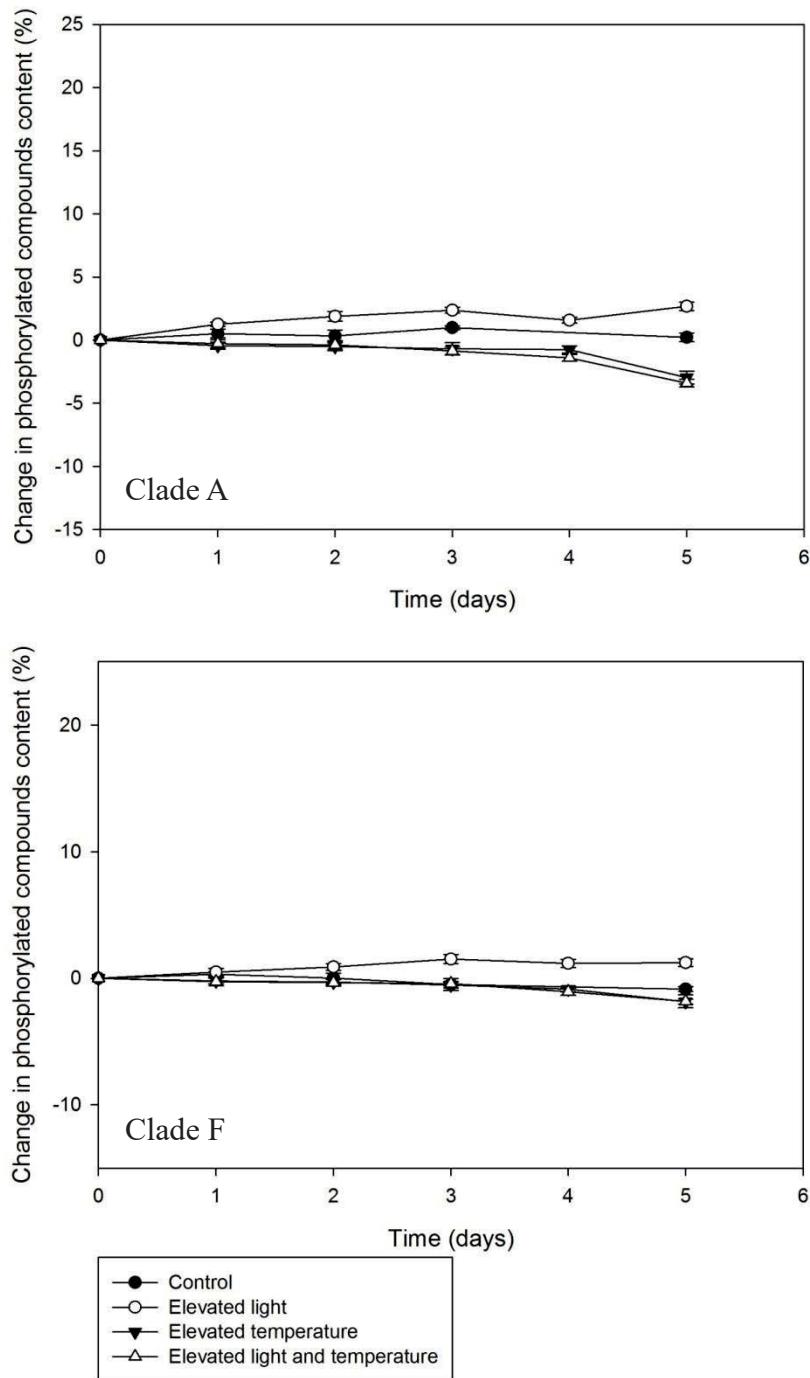 Change in phosphorylated compounds content (%)
25
20
15
10
5
0
-5
-10
-15
Clade A
0 1 2 3 4 5 6
Time (days)
Change in phosphorylated compounds content (%)
20
10
0
-10
Clade F
0 1 2 3 4 5 6
Time (days)
Control
Elevated light
Elevated temperature
Elevated light and temperature